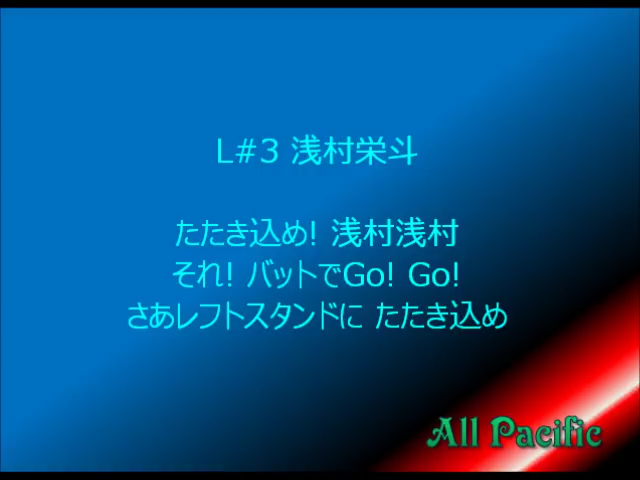 L#3 浅村栄斗
たたき込め! 浅村浅村
それ! バットでGo! Go!
さあレフトスタンドに たたき込め
All Pacific